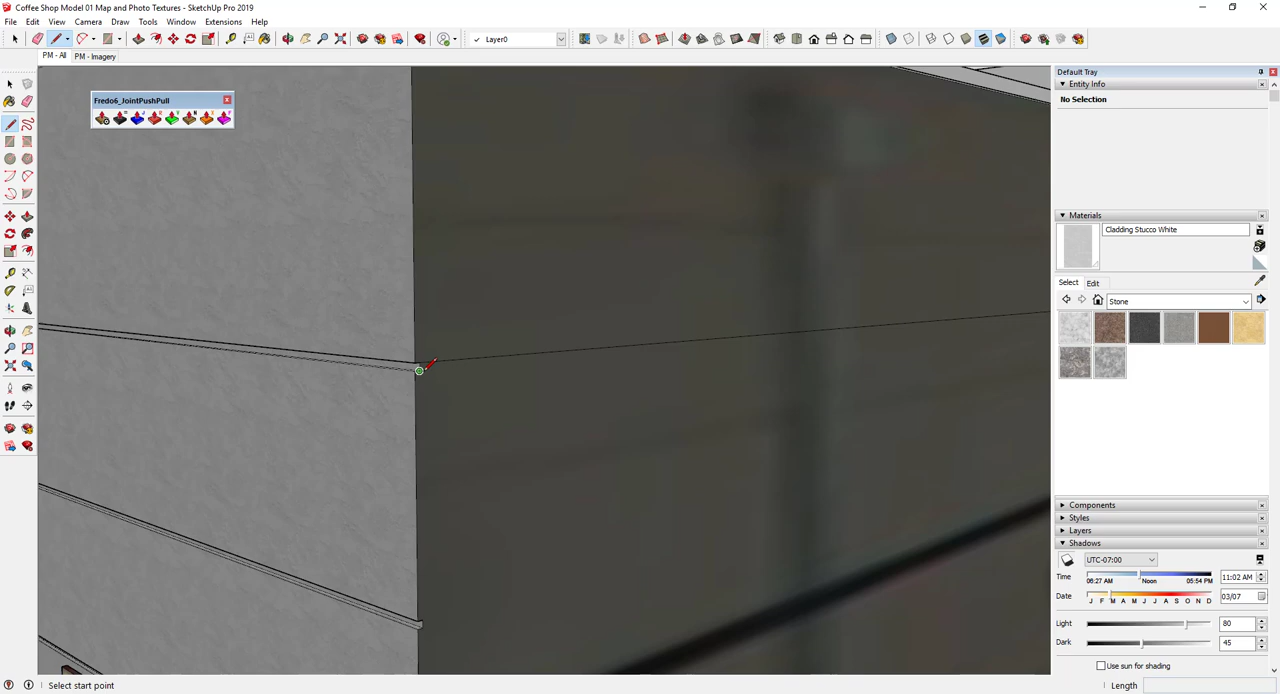 Coffee Shop Model 01 Map and Photo Textures - SketchUp Pro 2019
File Edit View Camera Draw Tools Window Extensions Help
Layer0
PM - All PM - Imagery
Default Tray
Entity Info
No Selection
Fredo6_JointPushPull
Materials
Cladding Stucco White
Select Edit
Stone
Components
Styles
Layers
Shadows
UTC-07:00
Time 06:27 AM Noon 05:54 PM 11:02 AM
Date J F M A M J J A S O N D 03/07
Light 80
Dark 45
Use sun for shading
Select start point
Length